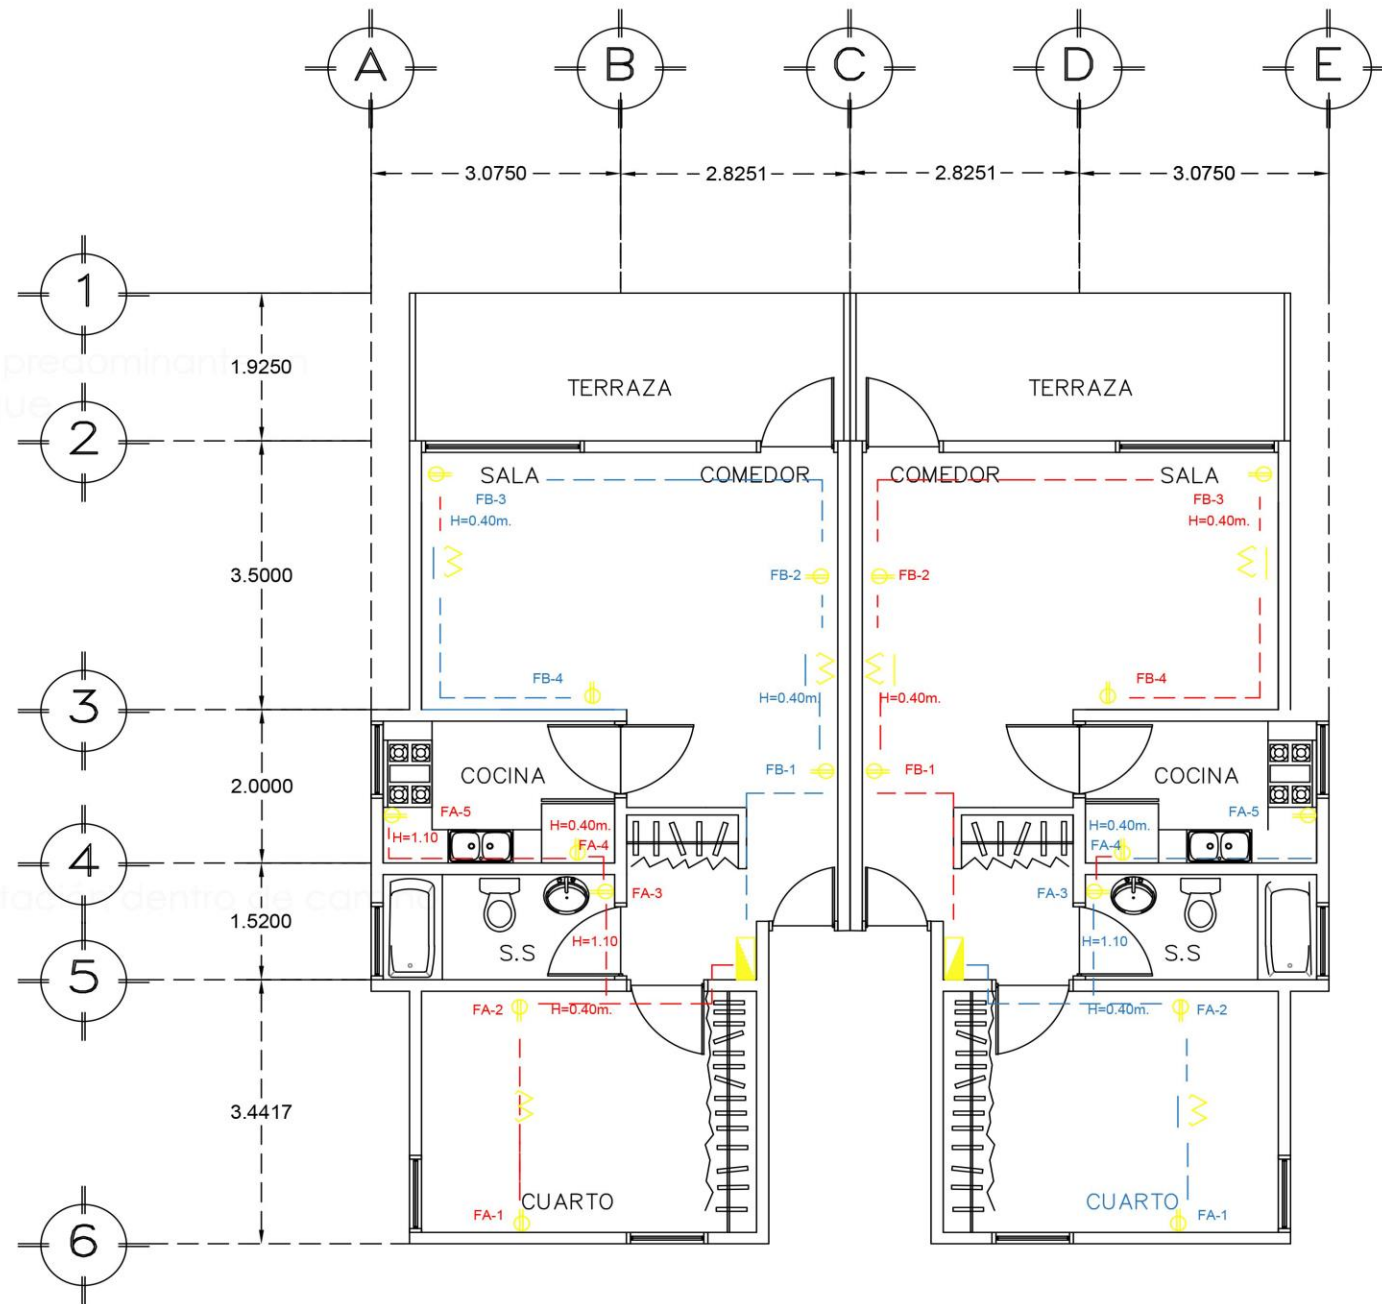 A B C D E
3.0750 2.8251 2.8251 3.0750
1
predominant n
1.9250
ue
TERRAZA TERRAZA
2
SALA COMEDOR COMEDOR SALA
FB-3 FB-3
H=0.40m. H=0.40m.
3.5000
FB-2 FB-2
FB-4 FB-4
H=0.40m. H=0.40m.
3
FB-1 FB-1
COCINA COCINA
2.0000
FA-5 FA-5
H=1.10 H=0.40m. H=0.40m.
FA-4 FA-4
4
FA-3 FA-3
dentro de
1.5200
H=1.10 H=1.10
S.S S.S
5
FA-2 H=0.40m. H=0.40m. FA-2
3.4417
CUARTO CUARTO
FA-1 FA-1
6